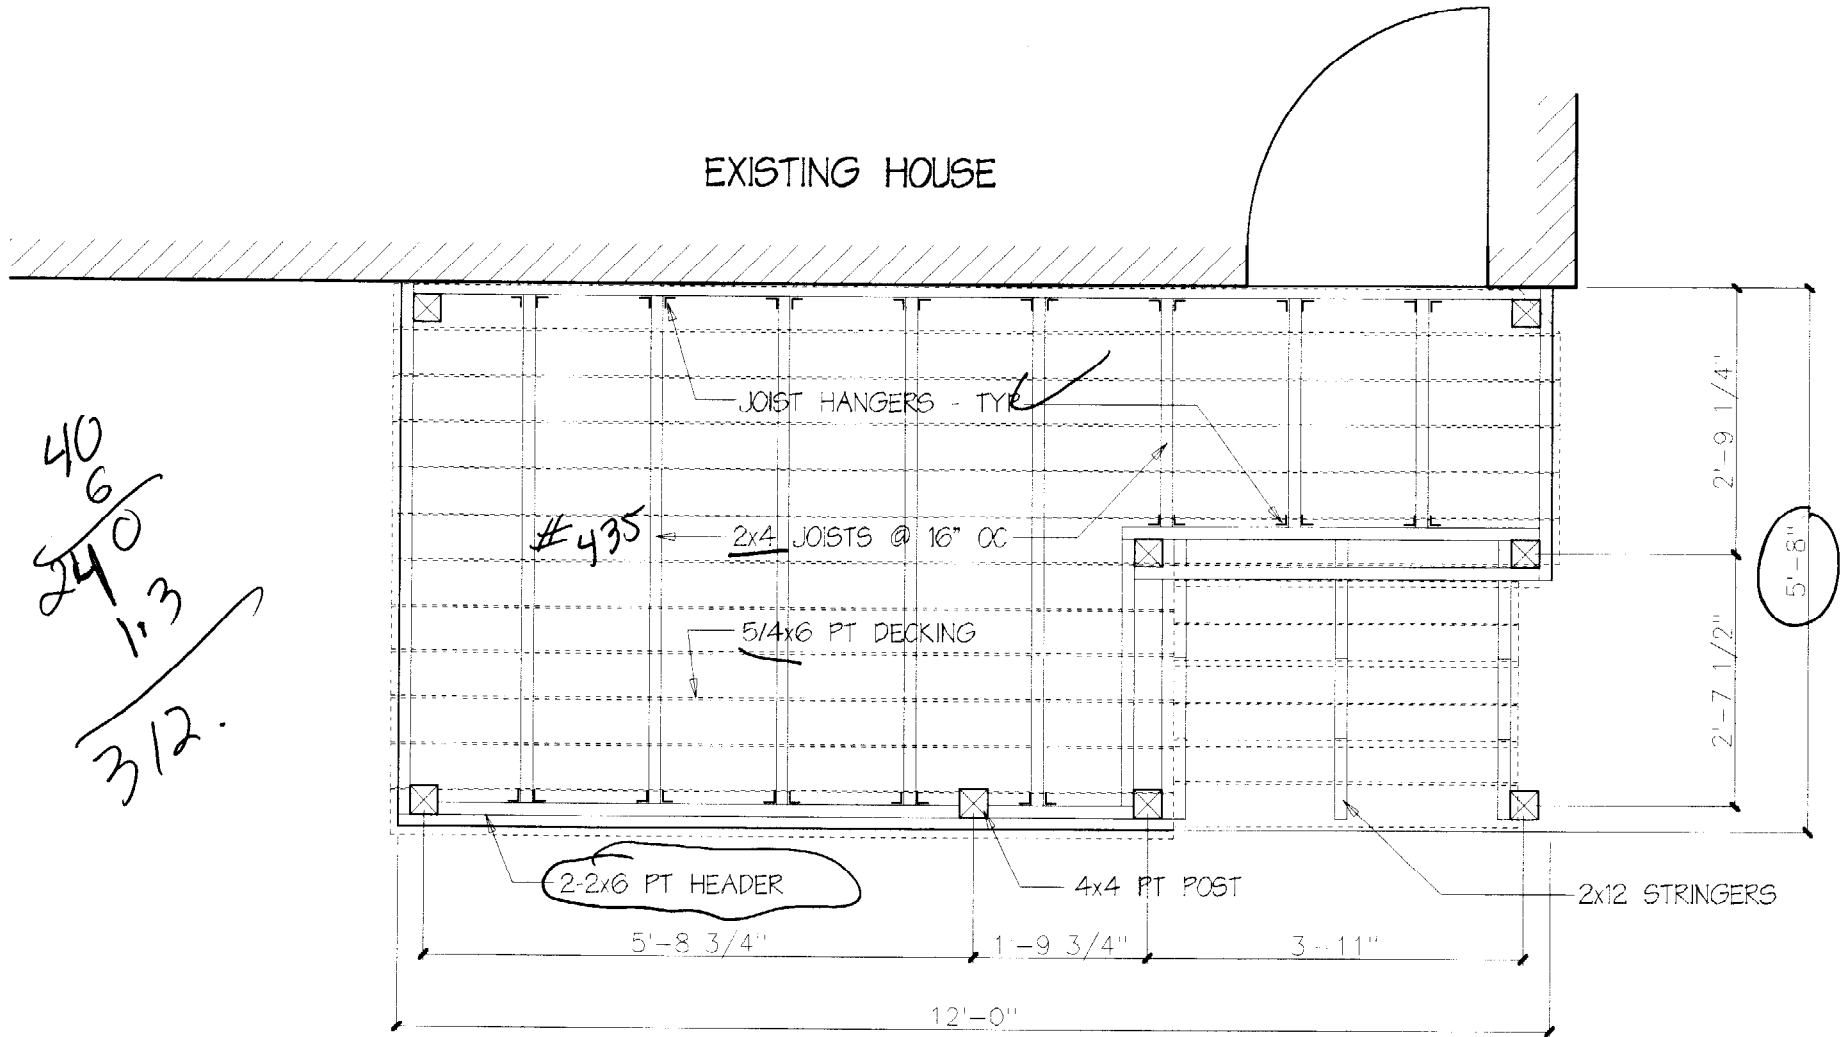 EXISTING HOUSE
JOIST HANGERS - TYP
2'-9 1/4"
40
6
240
1.3
312.
#435
2x4 JOISTS @ 16" OC
5'-8"
5/4x6 PT DECKING
2'-7 1/2"
2-2x6 PT HEADER
4x4 PT POST
2x12 STRINGERS
5'-8 3/4"
1'-9 3/4"
3'-11"
12'-0"